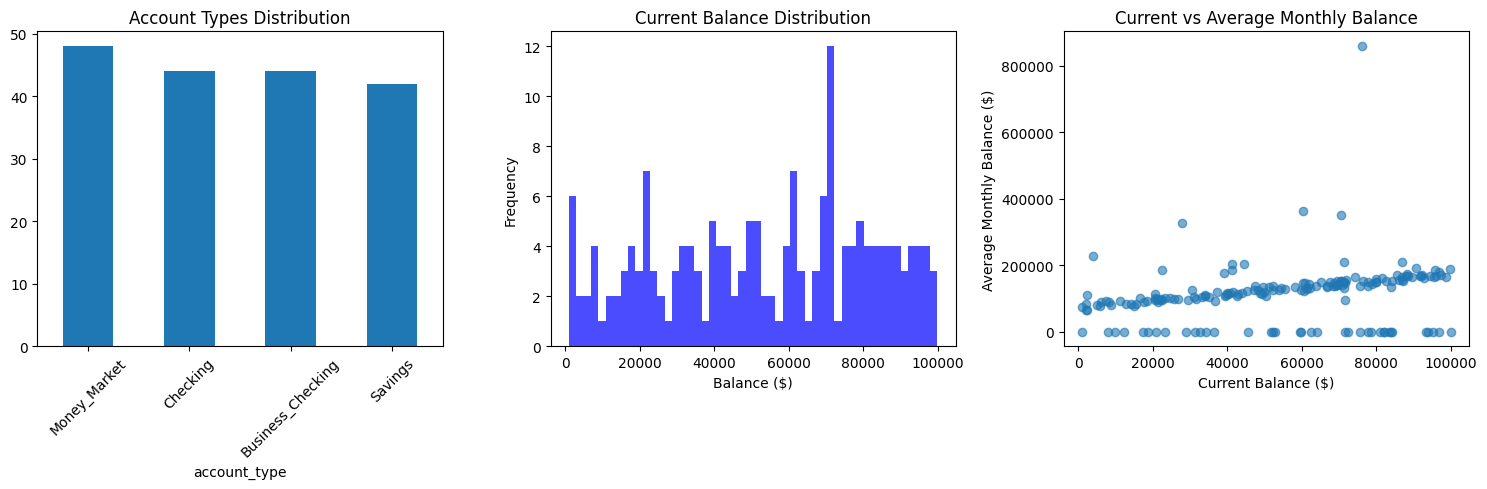 Account Types Distribution
50
40
30
20
10
0
Money_Market
Checking
Business_Checking
Savings
account_type
Current Balance Distribution
Frequency
12
10
8
6
4
2
0
0 20000 40000 60000 80000 100000
Balance ($)
Current vs Average Monthly Balance
Average Monthly Balance ($)
800000
600000
400000
200000
0
0 20000 40000 60000 80000 100000
Current Balance ($)